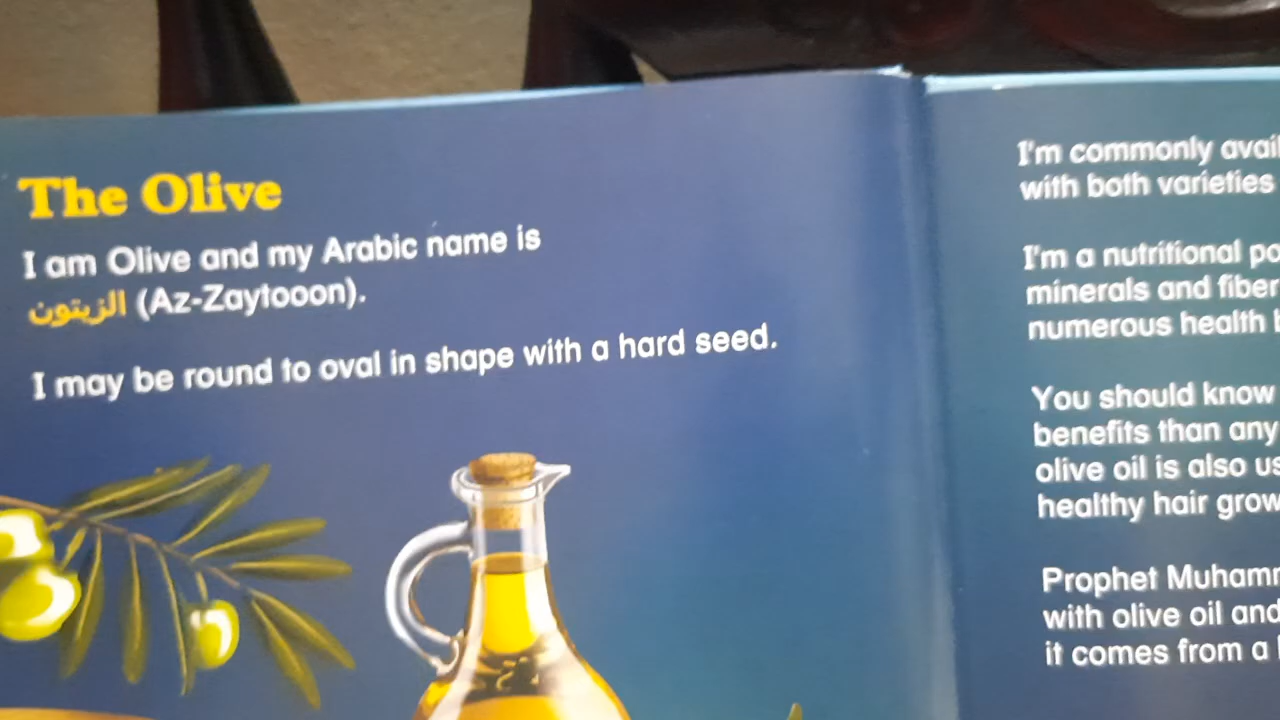 The Olive
I am Olive and my Arabic name is
الزيتون (Az-Zaytooon).
I may be round to oval in shape with a hard seed.
I'm commonly
with both varieties
I'm a nutritional
minerals and fiber
numerous health
You should know
benefits than any
olive oil is also
healthy hair
Prophet
with olive oil and
it comes from a